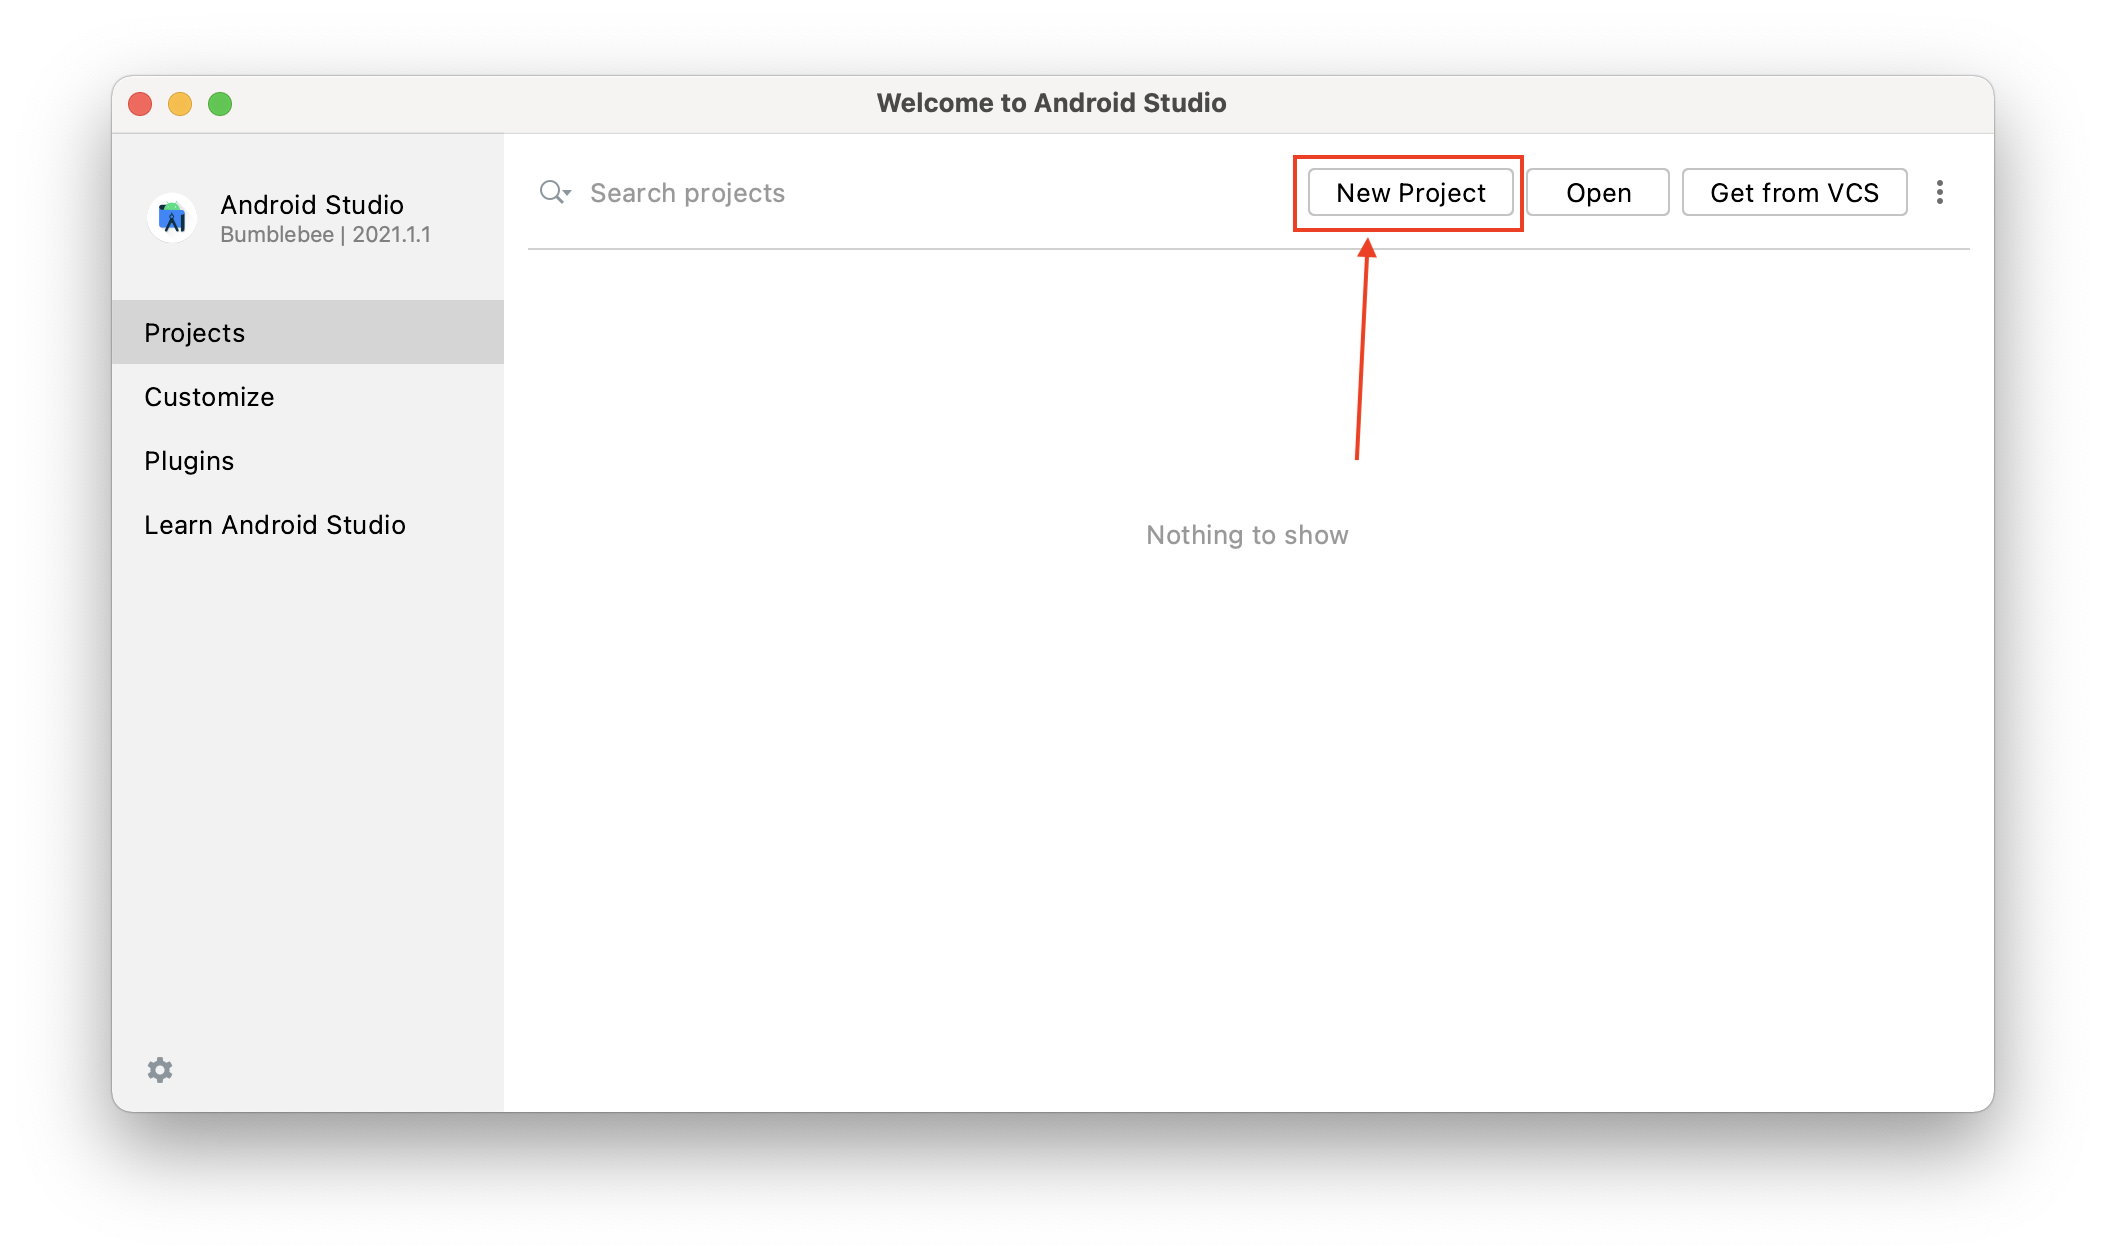 Welcome to Android Studio
Android Studio
Bumblebee | 2021.1.1
Search projects
New Project
Open
Get from VCS
Projects
Customize
Plugins
Learn Android Studio
Nothing to show